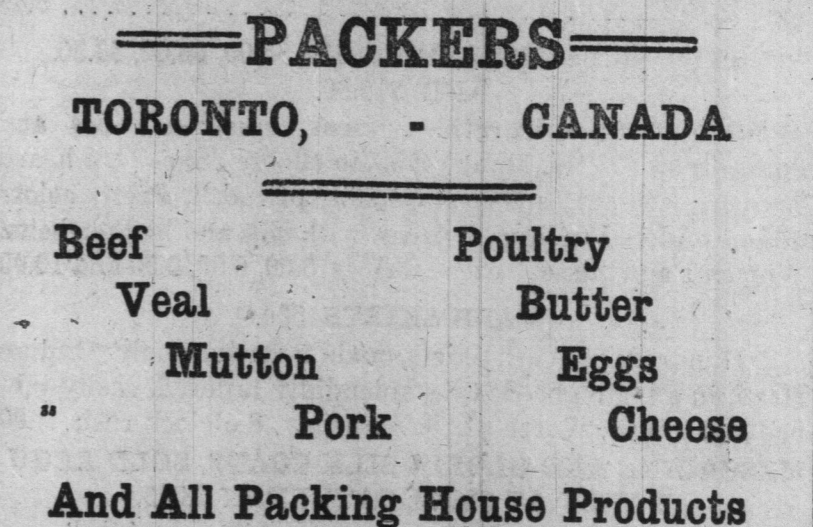 PACKERS
TORONTO, - CANADA
Beef Poultry
Veal Butter
Mutton Eggs
" Pork Cheese
And All Packing House Products